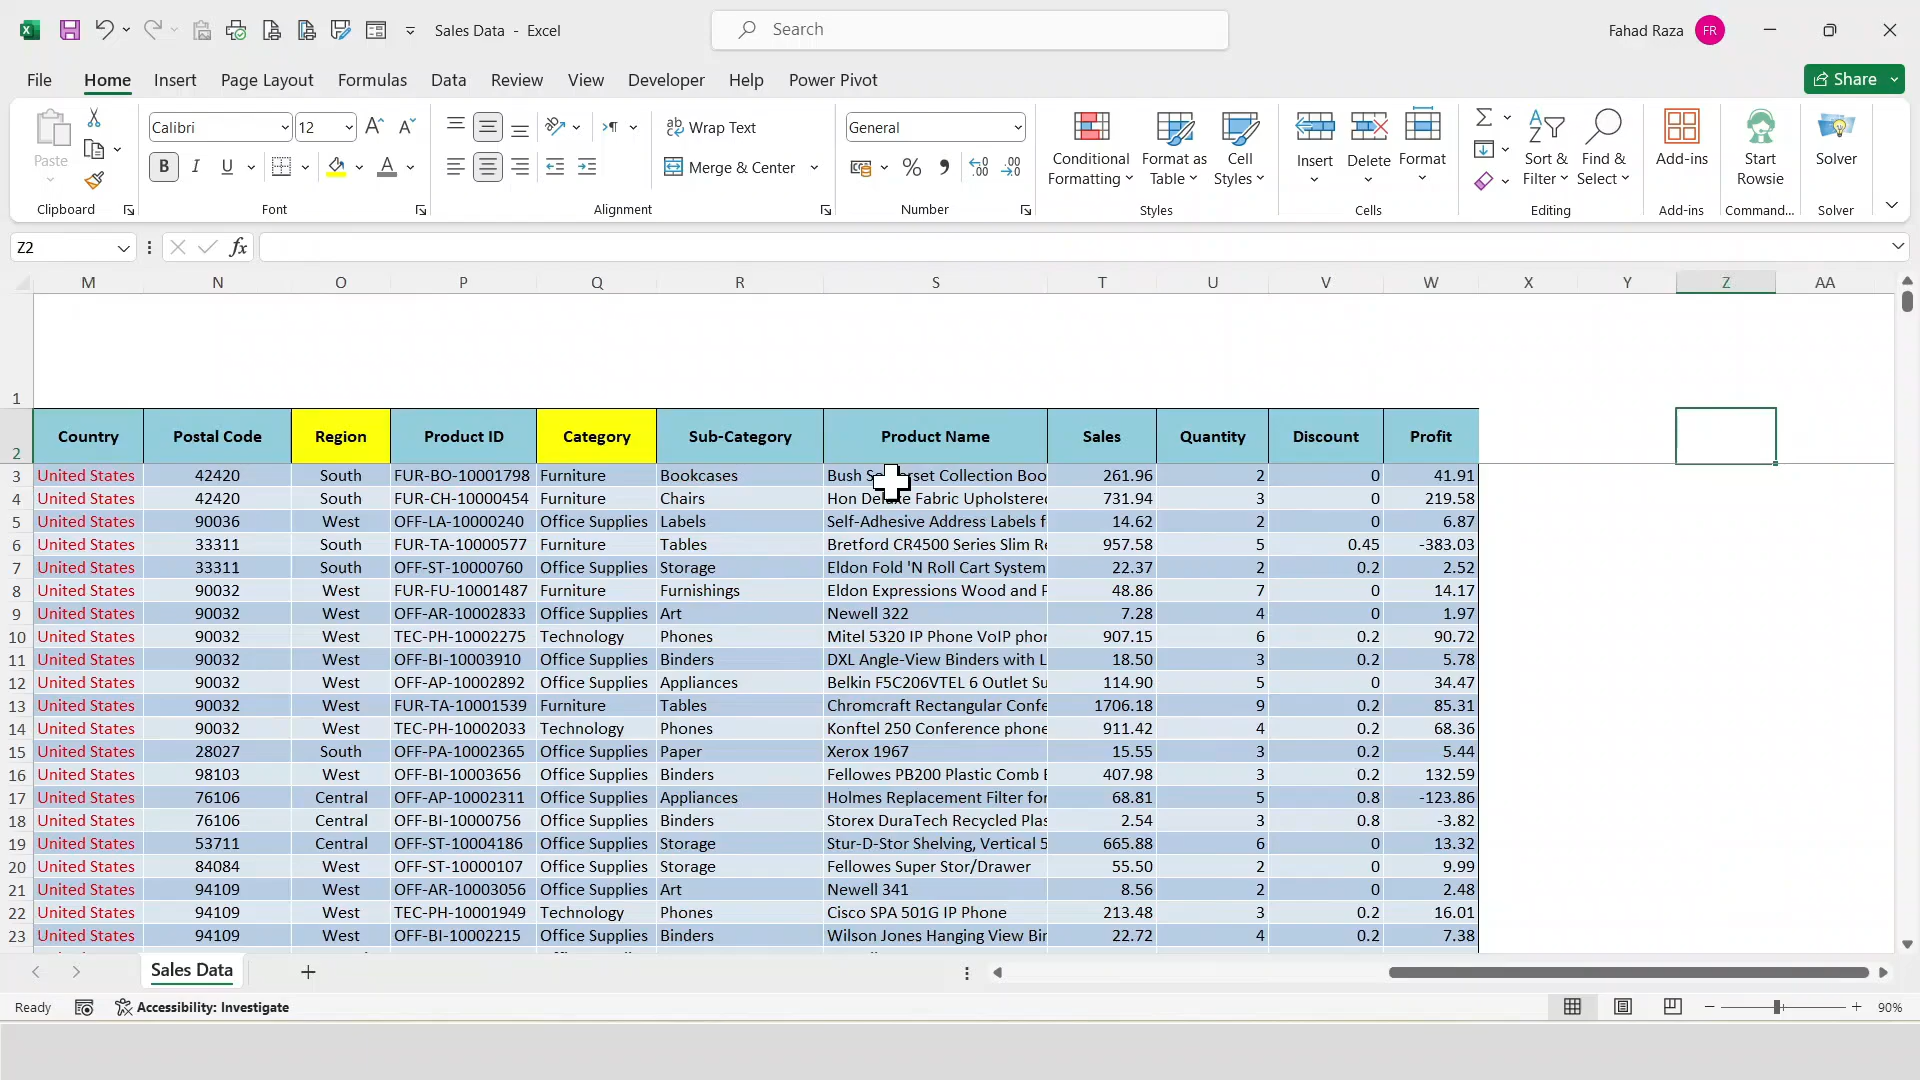 Sales Data - Excel
Search
Fahad Raza FR
File Home Insert Page Layout Formulas Data Review View Developer Help Power Pivot
Share
Paste
Calibri 12
Wrap Text
General
Conditional Formatting
Format as Table
Cell Styles
Insert Delete Format
Sort & Filter
Find & Select
Add-ins
Start Rowsie
Solver
B I U
Merge & Center
Clipboard Font Alignment Number Styles Cells Editing Add-ins Command... Solver
Z2 fx
M N O P Q R S T U V W X Y Z AA
1
2 Country Postal Code Region Product ID Category Sub-Category Product Name Sales Quantity Discount Profit
3 United States 42420 South FUR-BO-10001798 Furniture Bookcases Bush Collection Boo 261.96 2 0 41.91
4 United States 42420 South FUR-CH-10000454 Furniture Chairs Hon Fabric Upholstered 731.94 3 0 219.58
5 United States 90036 West OFF-LA-10000240 Office Supplies Labels Self-Adhesive Address Labels f 14.62 2 0 6.87
6 United States 33311 South FUR-TA-10000577 Furniture Tables Bretford CR4500 Series Slim Re 957.58 5 0.45 -383.03
7 United States 33311 South OFF-ST-10000760 Office Supplies Storage Eldon Fold 'N Roll Cart System 22.37 2 0.2 2.52
8 United States 90032 West FUR-FU-10001487 Furniture Furnishings Eldon Expressions Wood and P 48.86 7 0 14.17
9 United States 90032 West OFF-AR-10002833 Office Supplies Art Newell 322 7.28 4 0 1.97
10 United States 90032 West TEC-PH-10002275 Technology Phones Mitel 5320 IP Phone VoIP phon 907.15 6 0.2 90.72
11 United States 90032 West OFF-BI-10003910 Office Supplies Binders DXL Angle-View Binders with L 18.50 3 0.2 5.78
12 United States 90032 West OFF-AP-10002892 Office Supplies Appliances Belkin F5C206VTEL 6 Outlet Su 114.90 5 0 34.47
13 United States 90032 West FUR-TA-10001539 Furniture Tables Chromcraft Rectangular Confe 1706.18 9 0.2 85.31
14 United States 90032 West TEC-PH-10002033 Technology Phones Konftel 250 Conference phone 911.42 4 0.2 68.36
15 United States 28027 South OFF-PA-10002365 Office Supplies Paper Xerox 1967 15.55 3 0.2 5.44
16 United States 98103 West OFF-BI-10003656 Office Supplies Binders Fellowes PB200 Plastic Comb B 407.98 3 0.2 132.59
17 United States 76106 Central OFF-AP-10002311 Office Supplies Appliances Holmes Replacement Filter for 68.81 5 0.8 -123.86
18 United States 76106 Central OFF-BI-10000756 Office Supplies Binders Storex DuraTech Recycled Plas 2.54 3 0.8 -3.82
19 United States 53711 Central OFF-ST-10004186 Office Supplies Storage Stur-D-Stor Shelving, Vertical 5 665.88 6 0 13.32
20 United States 84084 West OFF-ST-10000107 Office Supplies Storage Fellowes Super Stor/Drawer 55.50 2 0 9.99
21 United States 94109 West OFF-AR-10003056 Office Supplies Art Newell 341 8.56 2 0 2.48
22 United States 94109 West TEC-PH-10001949 Technology Phones Cisco SPA 501G IP Phone 213.48 3 0.2 16.01
23 United States 94109 West OFF-BI-10002215 Office Supplies Binders Wilson Jones Hanging View Bin 22.72 4 0.2 7.38
Sales Data
Ready Accessibility: Investigate 90%